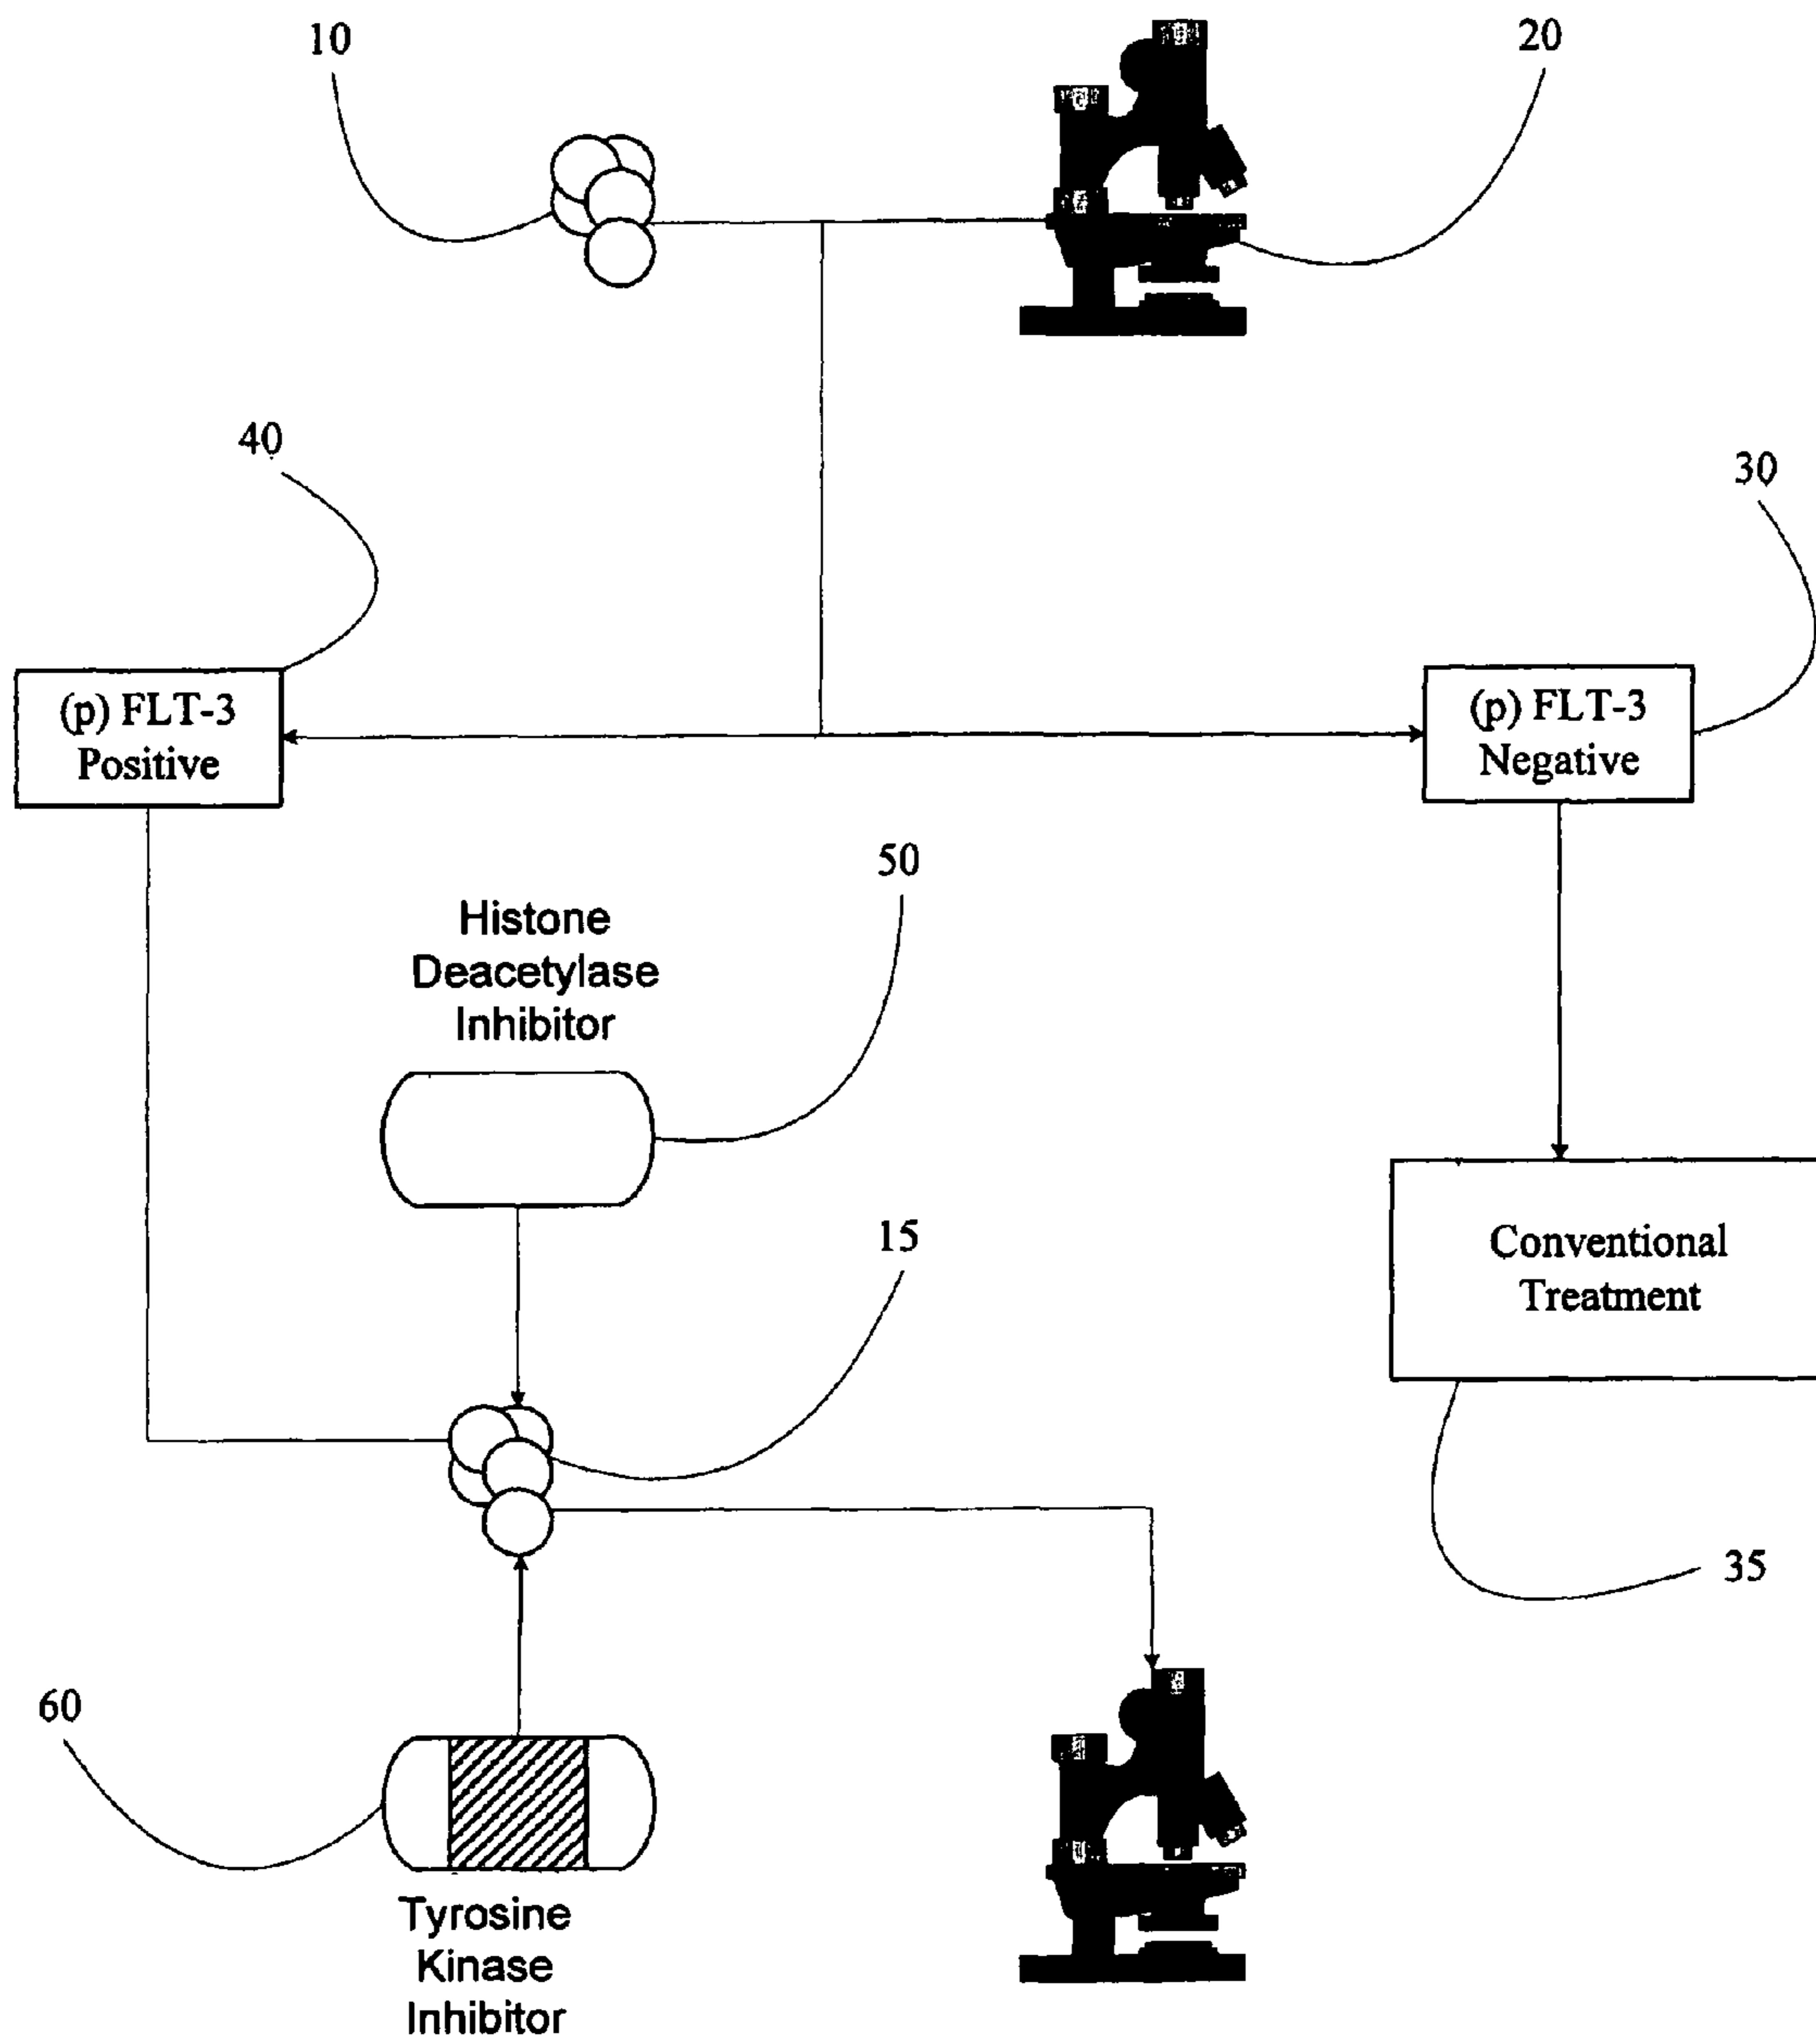 10
20
40
30
(p) FLT-3
Positive
(p) FLT-3
Negative
50
Histone
Deacetylase
Inhibitor
15
Conventional
Treatment
35
60
Tyrosine
Kinase
Inhibitor